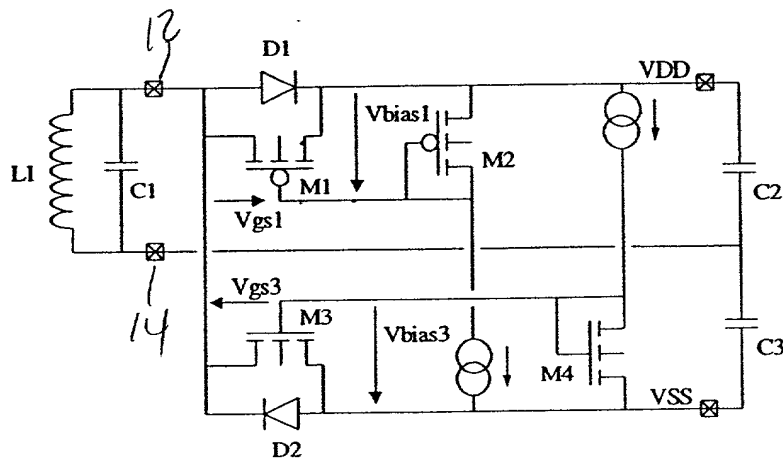 12
D1
VDD
Vbias1
M2
L1
C1
M1
Vgs1
C2
14
Vgs3
M3
Vbias3
M4
C3
VSS
D2